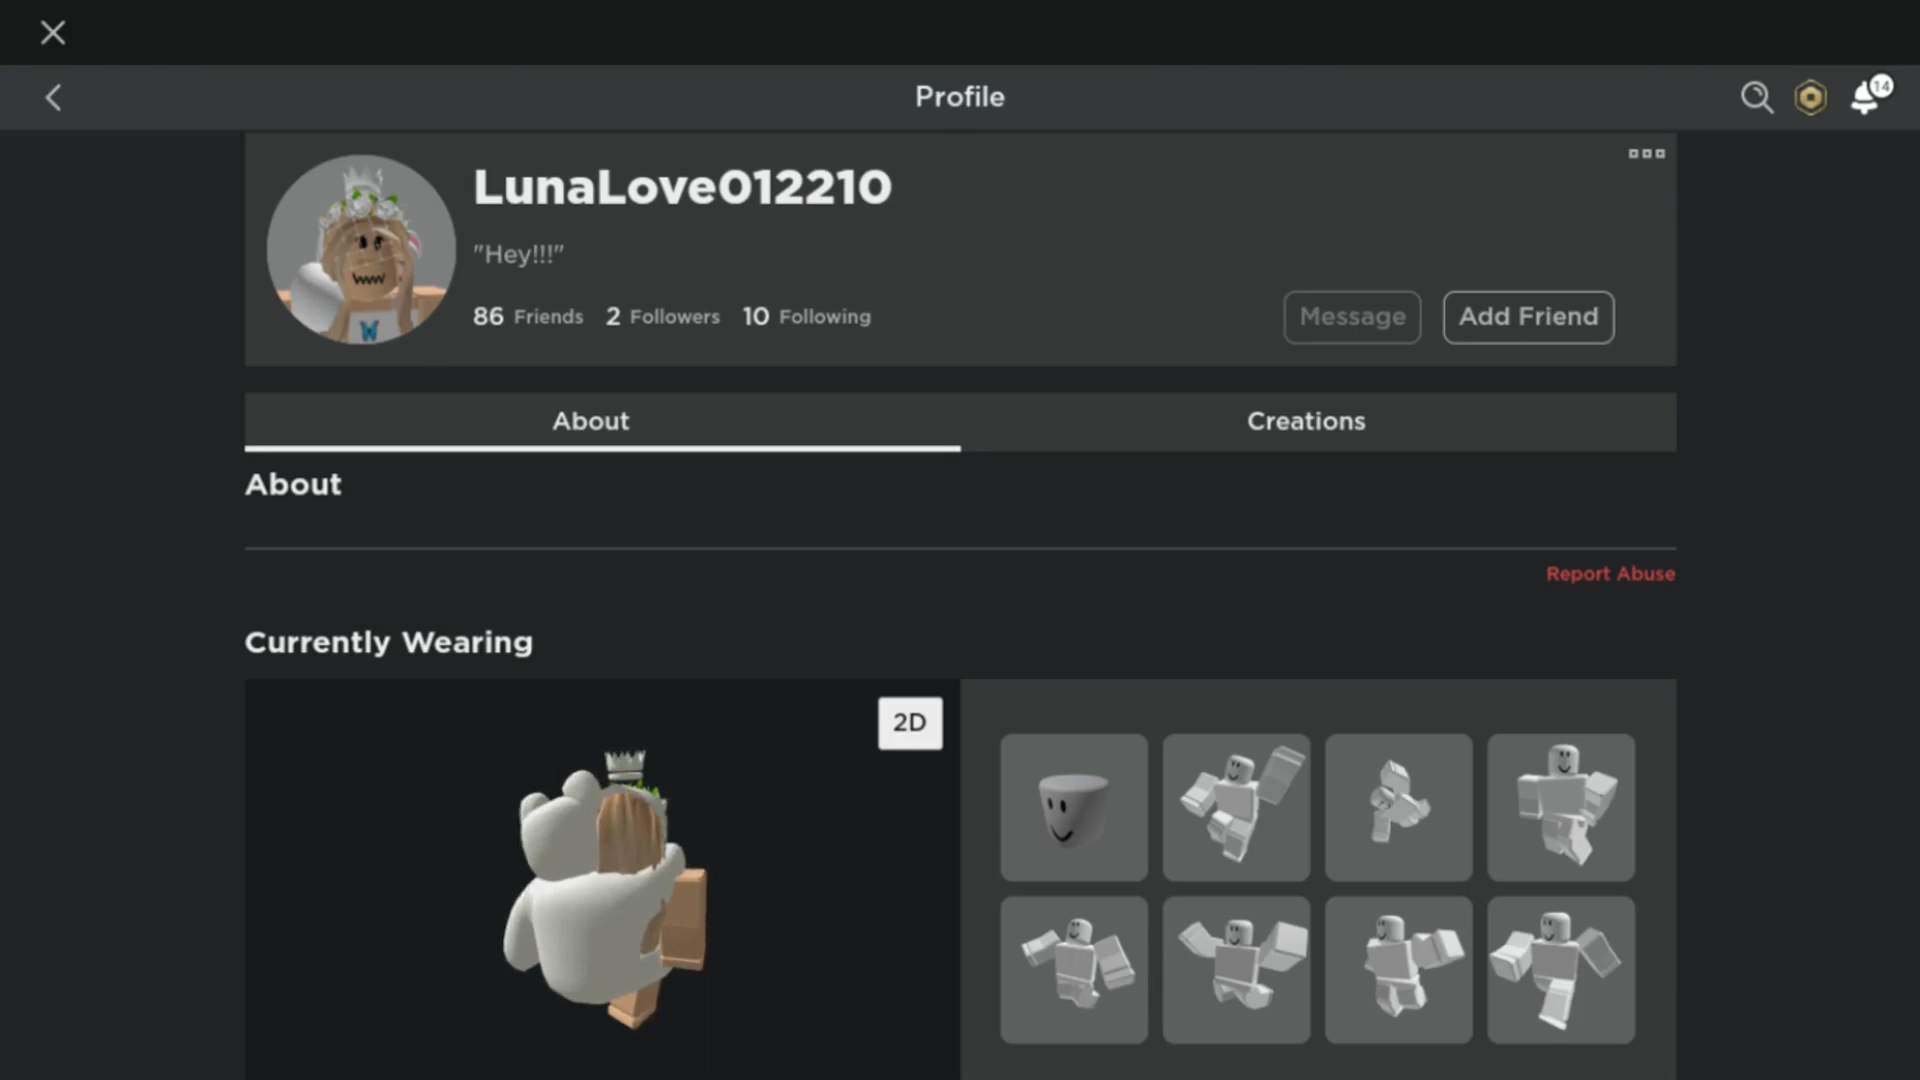 Profile
14
LunaLove012210
"Hey!!!"
86 Friends 2 Followers 10 Following
Message Add Friend
About Creations
About
Report Abuse
Currently Wearing
2D